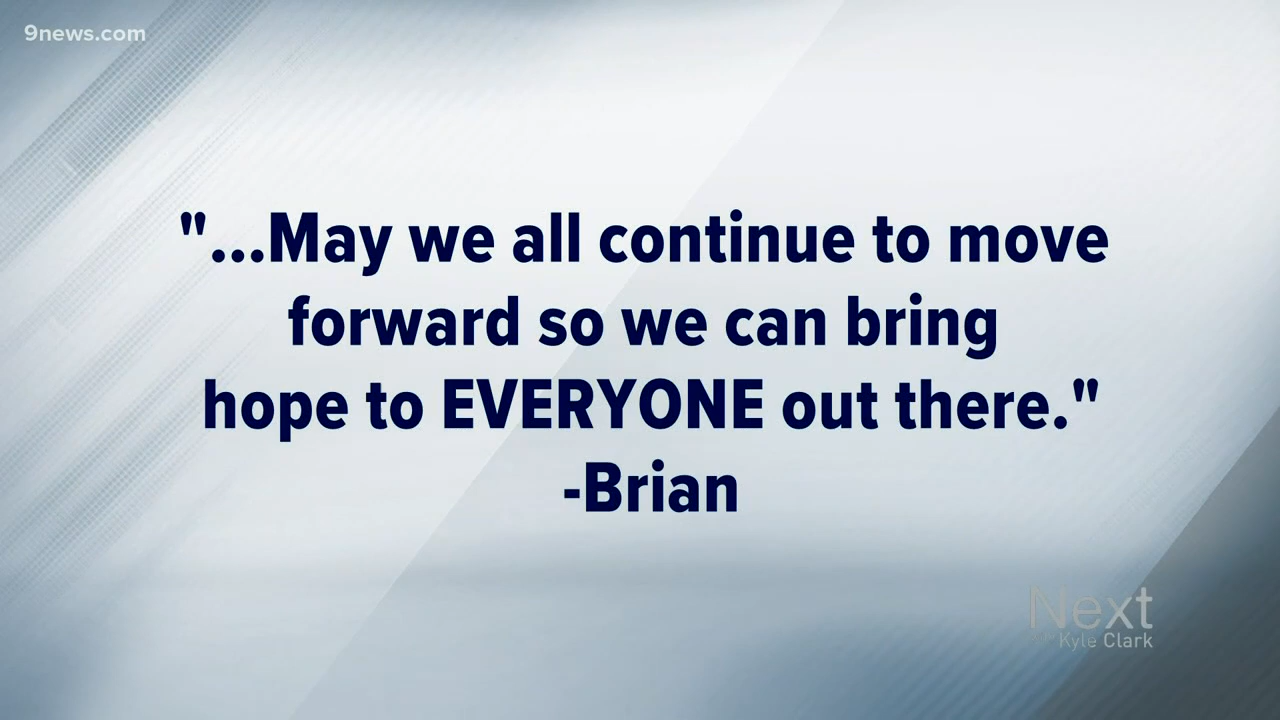 9news.com
"...May we all continue to move
forward so we can bring
hope to EVERYONE out there."
-Brian
Next
Kyle Clark